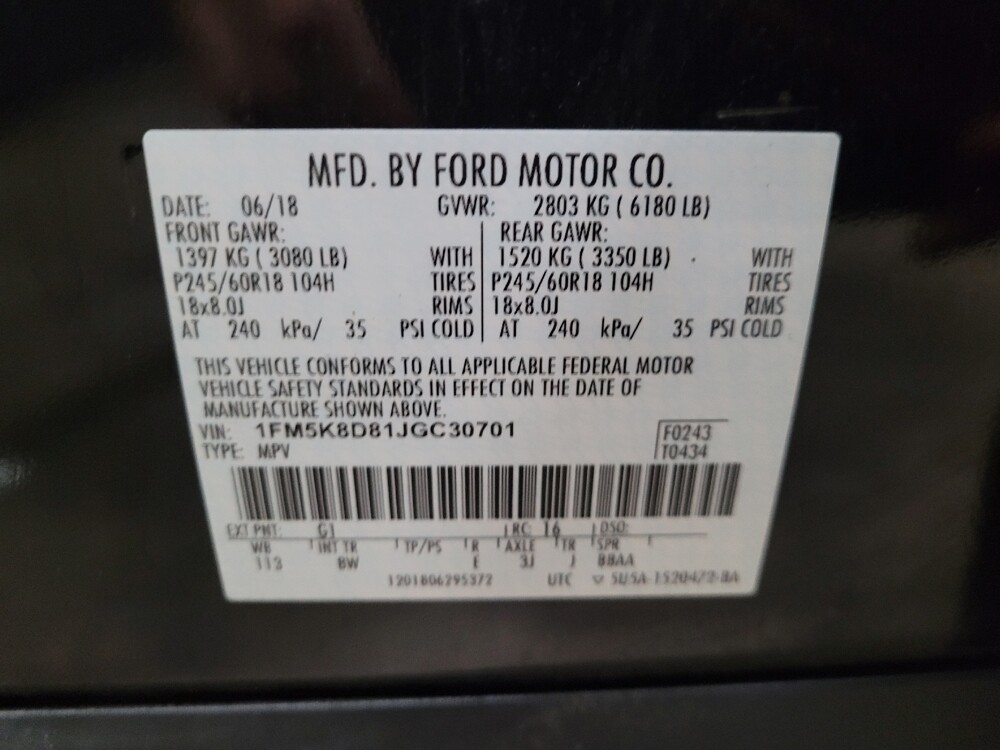 MFD. BY FORD MOTOR CO.
DATE: 06/18 GVWR: 2803 KG ( 6180 LB)
FRONT GAWR: REAR GAWR:
1397 KG ( 3080 LB) WITH 1520 KG ( 3350 LB) WITH
P245/60R18 104H TIRES P245/60R18 104H TIRES
18x8.0J RIMS 18x8.0J RIMS
AT 240 kPa/ 35 PSI COLD AT 240 kPa/ 35 PSI COLD
THIS VEHICLE CONFORMS TO ALL APPLICABLE FEDERAL MOTOR
VEHICLE SAFETY STANDARDS IN EFFECT ON THE DATE OF
MANUFACTURE SHOWN ABOVE.
VIN: 1FM5K8D81JGC30701 F0243
TYPE: MPV T0434
EXT PNT: G1 RC: 16 DSO:
WB INT TR TP/PS R AXLE TR SPR
113 8W E 3J J BBAA
1201806295372 UTC ▽ 5U5A-1520472-BA